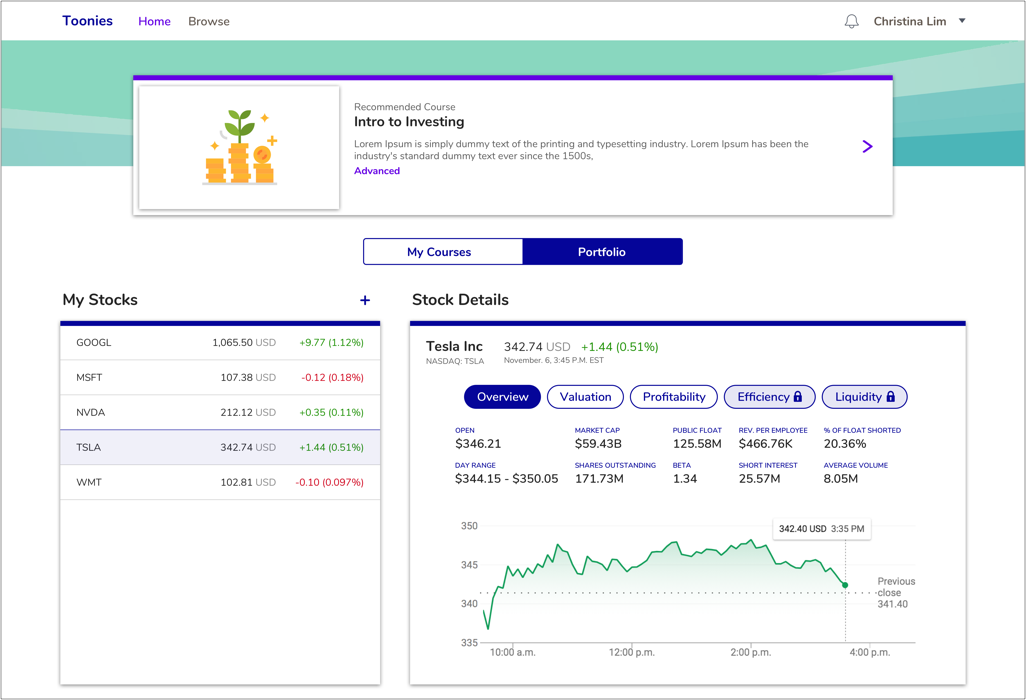 Toonies Home Browse Christina Lim
Recommended Course
Intro to Investing
Lorem Ipsum is simply dummy text of the printing and typesetting industry. Lorem Ipsum has been the
industry's standard dummy text ever since the 1500s,
Advanced
My Courses Portfolio
My Stocks +
GOOGL 1,065.50 USD +9.77 (1.12%)
MSFT 107.38 USD -0.12 (0.18%)
NVDA 212.12 USD +0.35 (0.11%)
TSLA 342.74 USD +1.44 (0.51%)
WMT 102.81 USD -0.10 (0.097%)
Stock Details
Tesla Inc 342.74 USD +1.44 (0.51%)
NASDAQ: TSLA November. 6, 3:45 P.M. EST
Overview Valuation Profitability Efficiency Liquidity
OPEN MARKET CAP PUBLIC FLOAT REV. PER EMPLOYEE % OF FLOAT SHORTED
$346.21 $59.43B 125.58M $466.76K 20.36%
DAY RANGE SHARES OUTSTANDING BETA SHORT INTEREST AVERAGE VOLUME
$344.15 - $350.05 171.73M 1.34 25.57M 8.05M
350 342.40 USD 3:35 PM
345
Previous
close
340 341.40
335
10:00 a.m. 12:00 p.m. 2:00 p.m. 4:00 p.m.